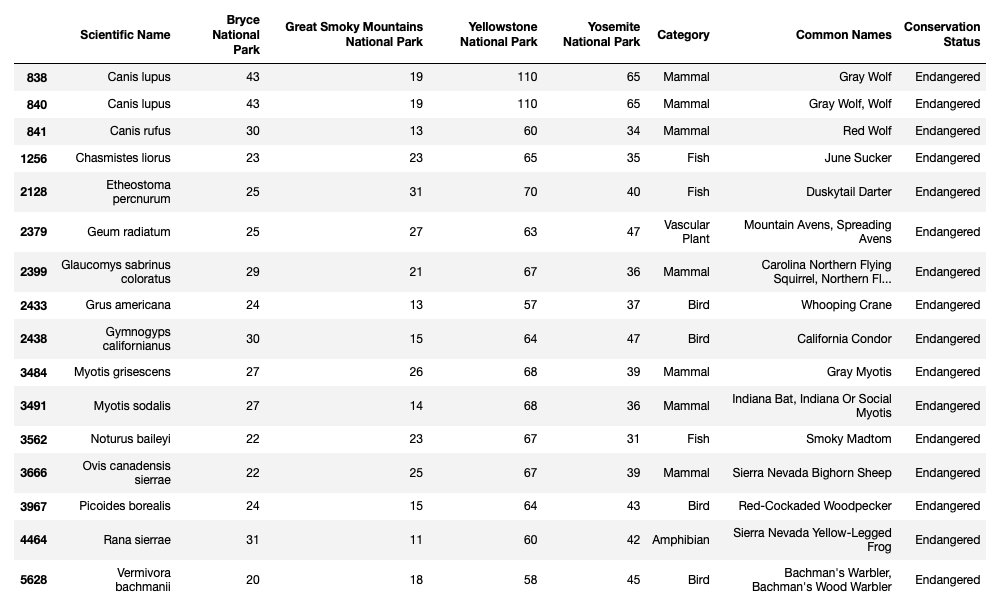 Scientific Name Bryce National Park Great Smoky Mountains National Park Yellowstone National Park Yosemite National Park Category Common Names Conservation Status
838 Canis lupus 43 19 110 65 Mammal Gray Wolf Endangered
840 Canis lupus 43 19 110 65 Mammal Gray Wolf, Wolf Endangered
841 Canis rufus 30 13 60 34 Mammal Red Wolf Endangered
1256 Chasmistes liorus 23 23 65 35 Fish June Sucker Endangered
2128 Etheostoma percnurum 25 31 70 40 Fish Duskytail Darter Endangered
2379 Geum radiatum 25 27 63 47 Vascular Plant Mountain Avens, Spreading Avens Endangered
2399 Glaucomys sabrinus coloratus 29 21 67 36 Mammal Carolina Northern Flying Squirrel, Northern Fl... Endangered
2433 Grus americana 24 13 57 37 Bird Whooping Crane Endangered
2438 Gymnogyps californianus 30 15 64 47 Bird California Condor Endangered
3484 Myotis grisescens 27 26 68 39 Mammal Gray Myotis Endangered
3491 Myotis sodalis 27 14 68 36 Mammal Indiana Bat, Indiana Or Social Myotis Endangered
3562 Noturus baileyi 22 23 67 31 Fish Smoky Madtom Endangered
3666 Ovis canadensis sierrae 22 25 67 39 Mammal Sierra Nevada Bighorn Sheep Endangered
3967 Picoides borealis 24 15 64 43 Bird Red-Cockaded Woodpecker Endangered
4464 Rana sierrae 31 11 60 42 Amphibian Sierra Nevada Yellow-Legged Frog Endangered
5628 Vermivora bachmanii 20 18 58 45 Bird Bachman's Warbler, Bachman's Wood Warbler Endangered